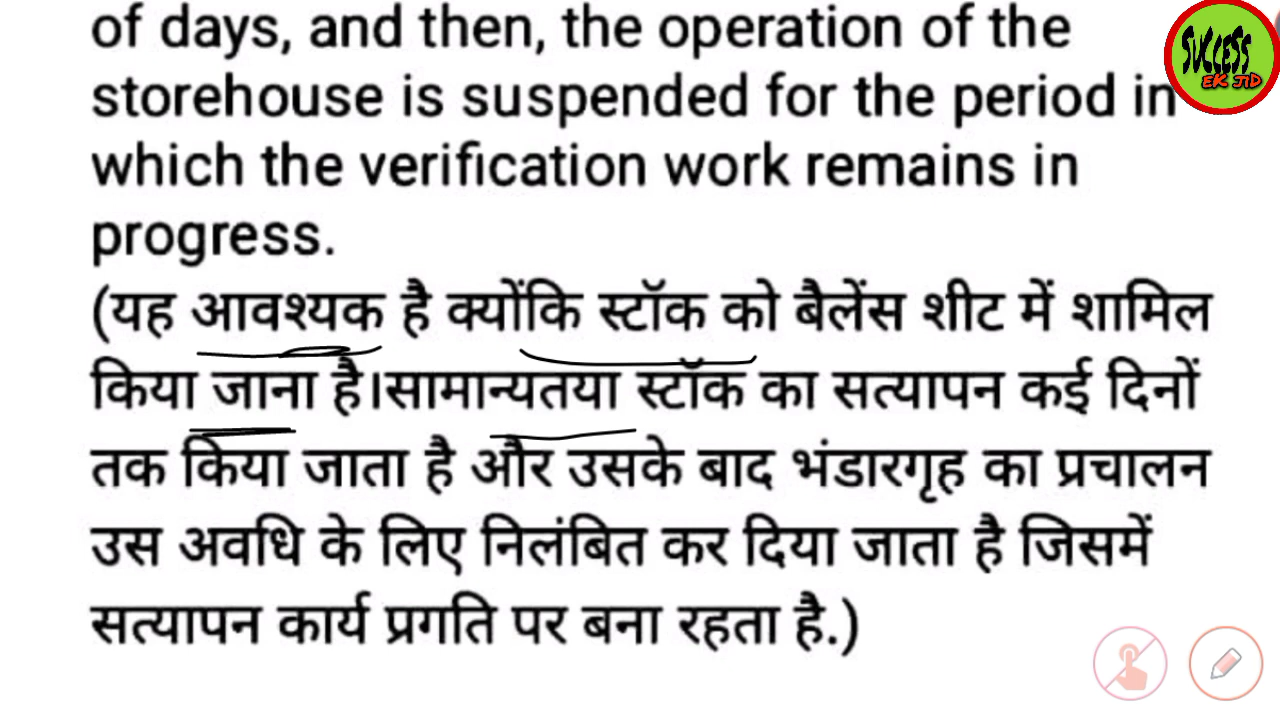 of days, and then, the operation of the
storehouse is suspended for the period in
which the verification work remains in
progress.
(यह आवश्यक है क्योंकि स्टॉक को बैलेंस शीट में शामिल
किया जाना है।सामान्यतया स्टॉक का सत्यापन कई दिनों
तक किया जाता है और उसके बाद भंडारगृह का प्रचालन
उस अवधि के लिए निलंबित कर दिया जाता है जिसमें
सत्यापन कार्य प्रगति पर बना रहता है.)
SUCCESS
EK JID